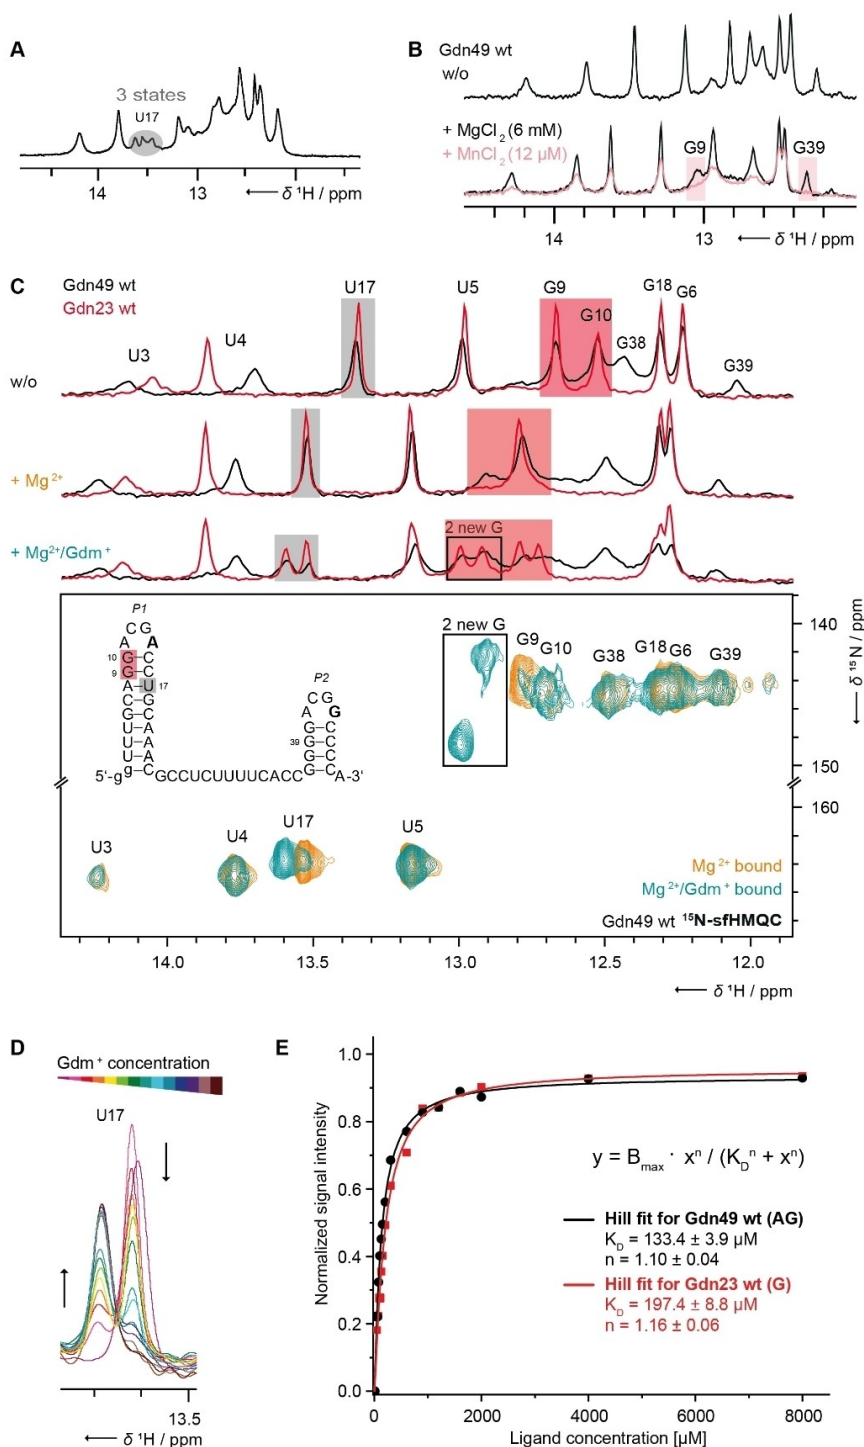 A
3 states
U17
14
13
← δ ¹H / ppm
B
Gdn49 wt
w/o
+ MgCl₂ (6 mM)
+ MnCl₂ (12 µM)
G9
G39
14
13
← δ ¹H / ppm
C
Gdn49 wt
Gdn23 wt
U3
U4
U17
U5
G9
G10
G38
G18
G6
G39
w/o
+ Mg²⁺
+ Mg²⁺/Gdm⁺
2 new G
P1
C G
A A
10 G C
9 G C
A U 17
C G
G C
U A
U A
U A
g C
5'-g
GCCUCUUUUCACC
P2
C G
A G
G C
39 G C
G C
G C
G A-3'
2 new G
G9
G10
G38
G18
G6
G39
140
150
160
δ ¹⁵N / ppm
U3
U4
U17
U5
Mg²⁺ bound
Mg²⁺/Gdm⁺ bound
Gdn49 wt ¹⁵N-sfHMQC
14.0
13.5
13.0
12.5
12.0
← δ ¹H / ppm
D
Gdm⁺ concentration
U17
13.5
← δ ¹H / ppm
E
Normalized signal intensity
1.0
0.8
0.6
0.4
0.2
0.0
y = Bₘₐₓ · xⁿ / (K_Dⁿ + xⁿ)
Hill fit for Gdn49 wt (AG)
K_D = 133.4 ± 3.9 µM
n = 1.10 ± 0.04
Hill fit for Gdn23 wt (G)
K_D = 197.4 ± 8.8 µM
n = 1.16 ± 0.06
0
2000
4000
6000
8000
Ligand concentration [µM]